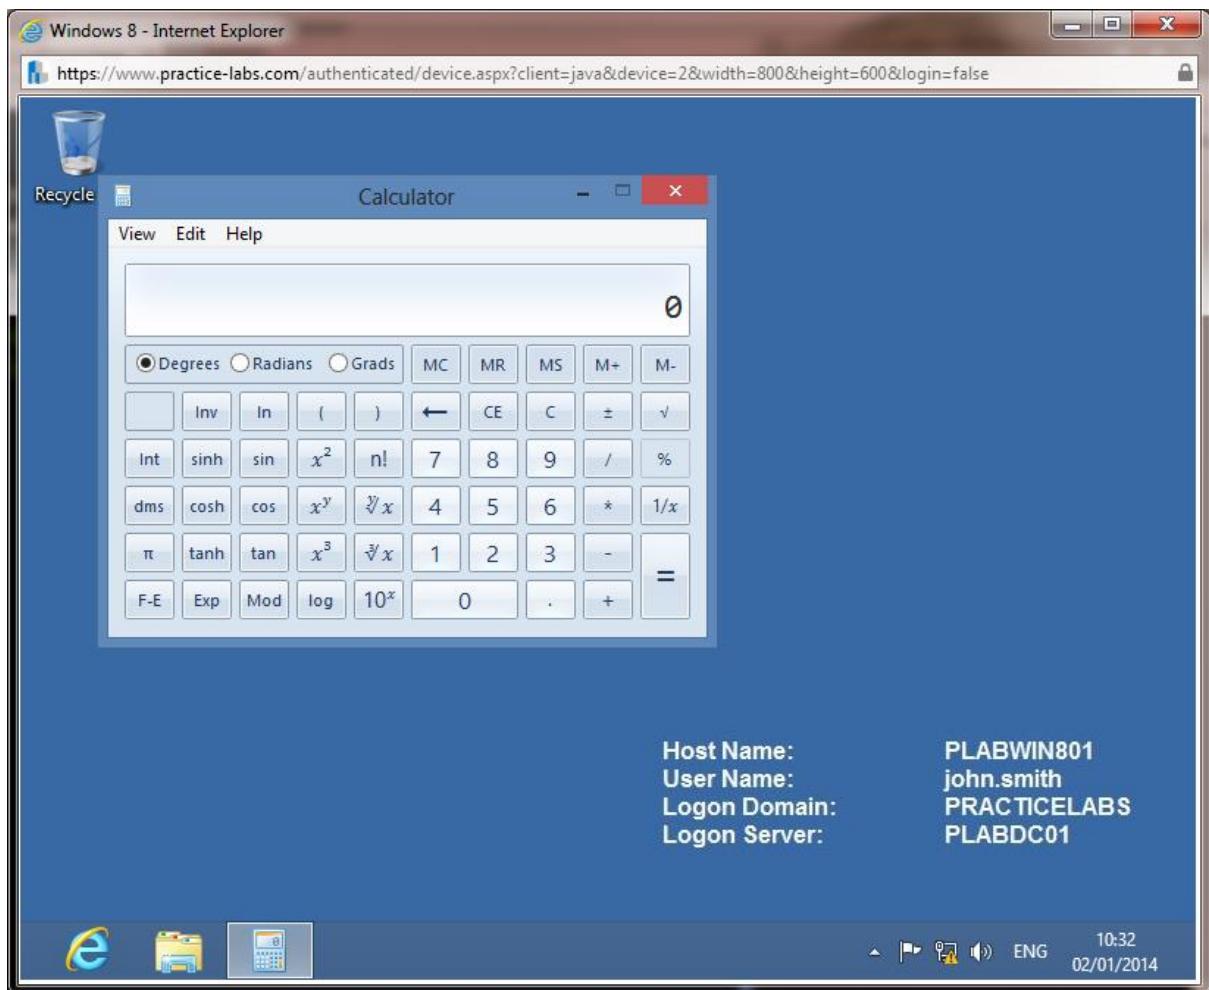 Windows 8 - Internet Explorer
https://www.practice-labs.com/authenticated/device.aspx?client=java&device=2&width=800&height=600&login=false
Recycle
Calculator
View Edit Help
0
Degrees Radians Grads MC MR MS M+ M-
Inv ln ( ) ← CE C ± √
Int sinh sin x² n! 7 8 9 / %
dms cosh cos xʸ ʸ√x 4 5 6 * 1/x
π tanh tan x³ ³√x 1 2 3 - =
F-E Exp Mod log 10ˣ 0 . +
Host Name: PLABWIN801
User Name: john.smith
Logon Domain: PRACTICELABS
Logon Server: PLABDC01
ENG 10:32
02/01/2014